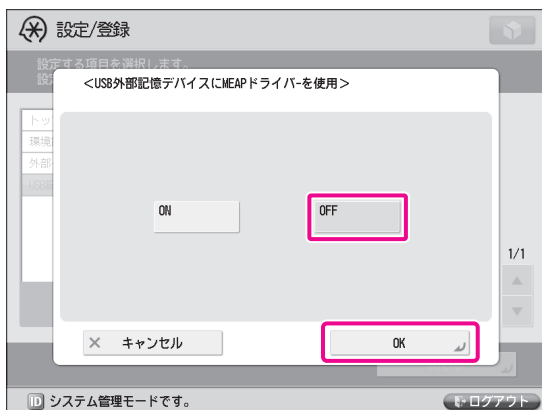 設定/登録
設定する項目を選択します。
設
<USB外部記憶デバイスにMEAPドライバーを使用>
トッ
環境
外部
USB
ON
OFF
1/1
× キャンセル
OK
ID システム管理モードです。
ログアウト